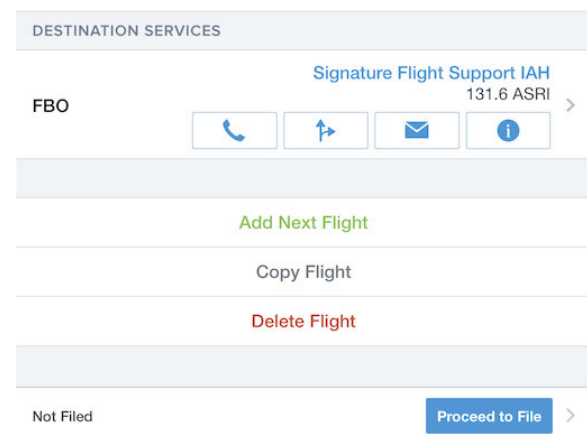 DESTINATION SERVICES
Signature Flight Support IAH
131.6 ASRI
FBO
Add Next Flight
Copy Flight
Delete Flight
Not Filed
Proceed to File